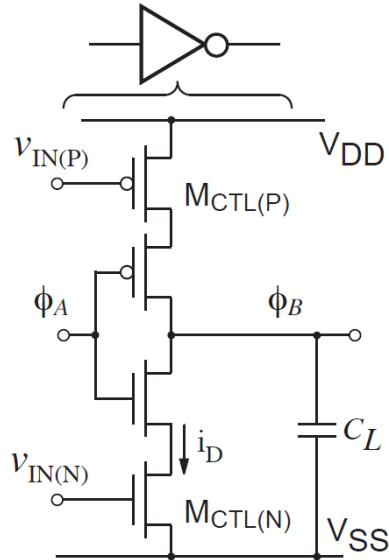 V_DD
v_IN(P)
M_CTL(P)
ϕ_A
ϕ_B
i_D
C_L
v_IN(N)
M_CTL(N)
V_SS